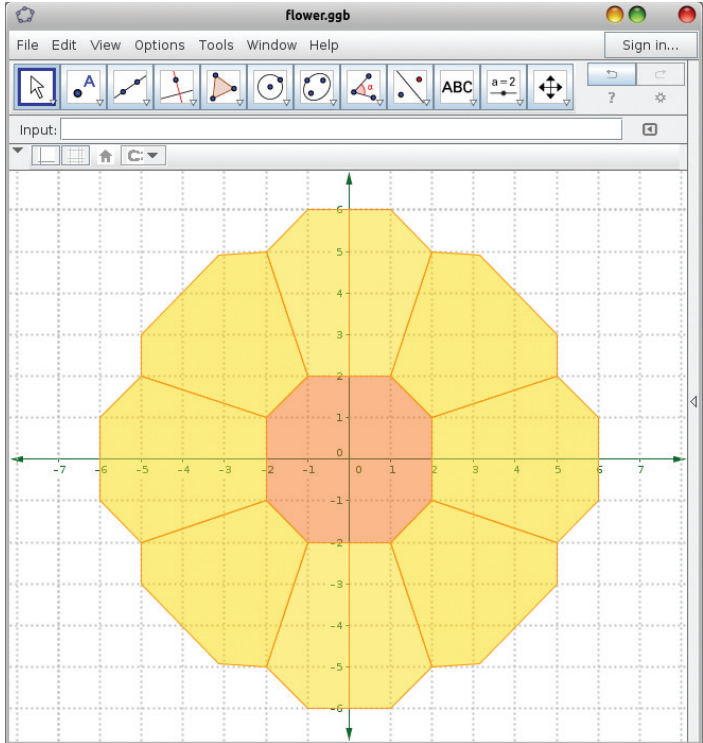 flower.ggb
File Edit View Options Tools Window Help Sign in...
A α ABC a=2 ?
Input:
6
5
4
3
2
1
0
-7 -6 -5 -4 -3 -2 -1 0 1 2 3 4 5 6 7
-1
-2
-3
-4
-5
-6